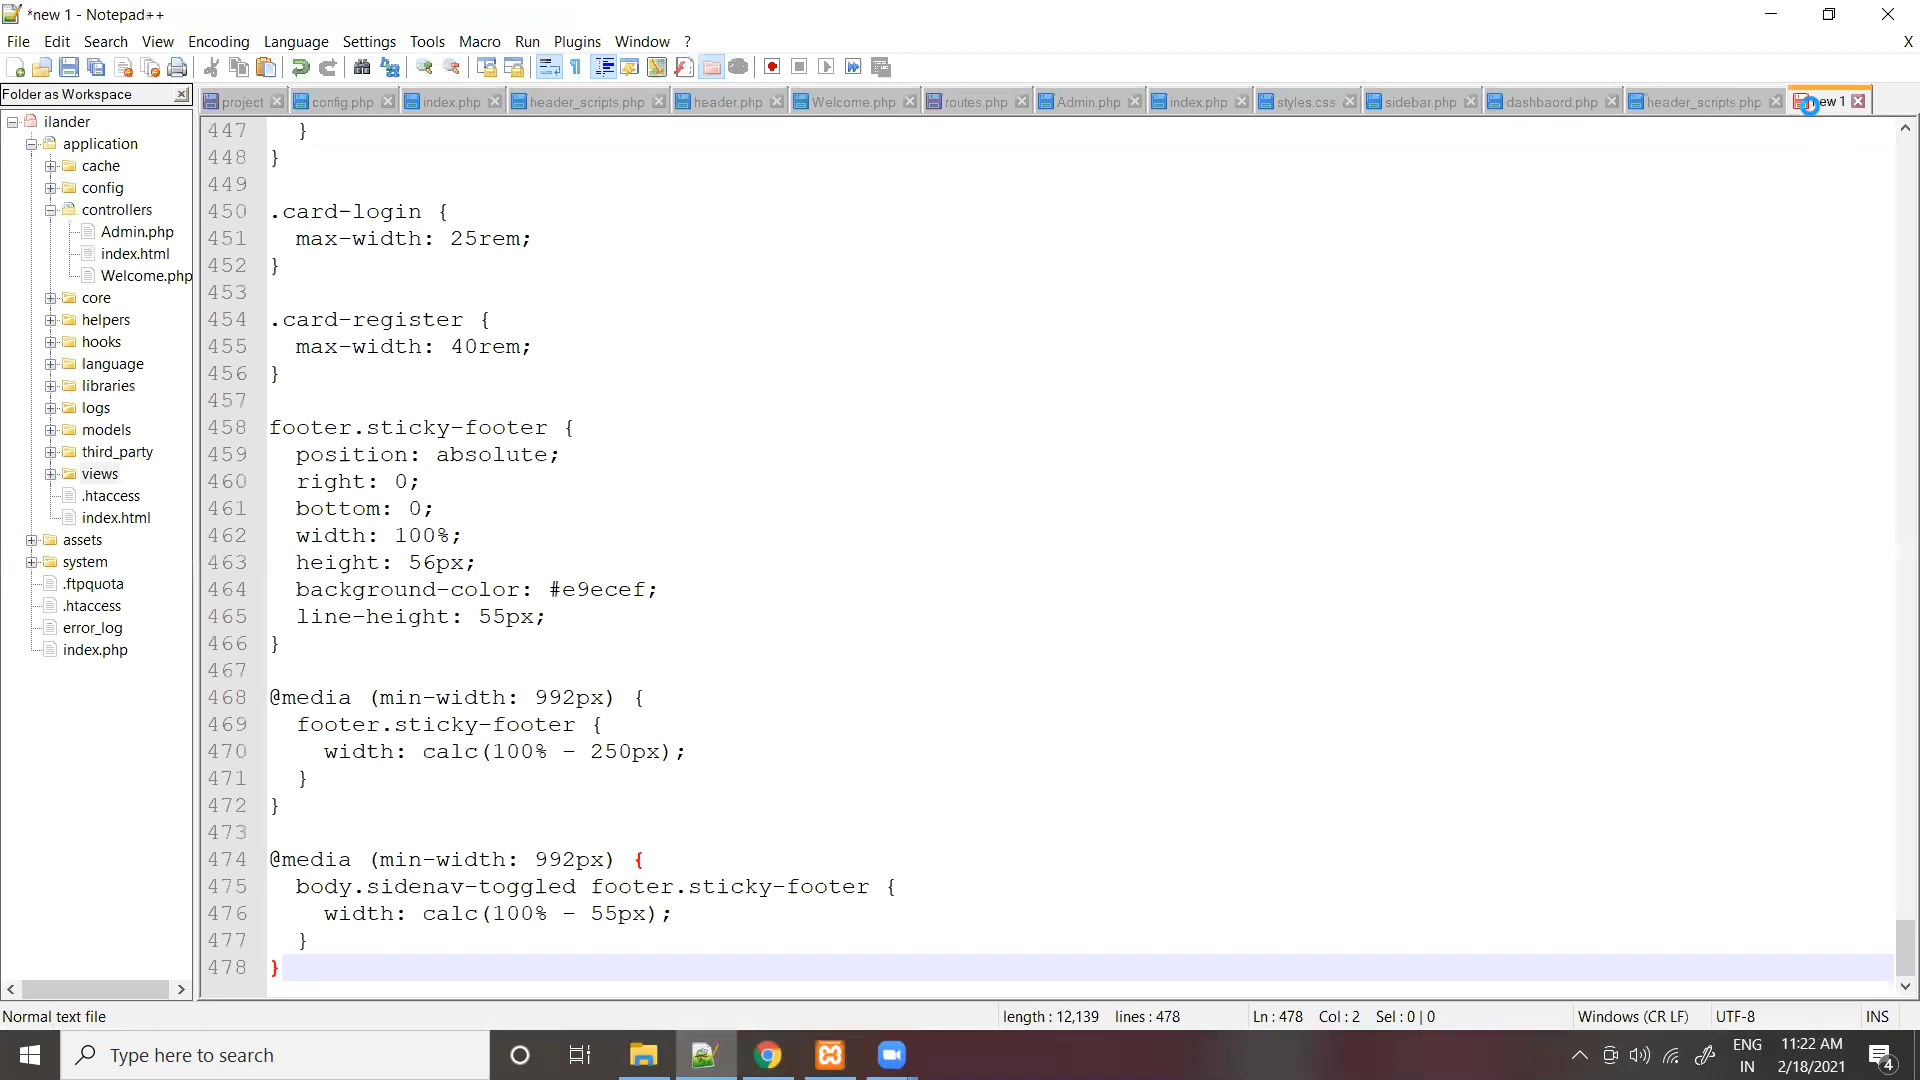 *new 1 - Notepad++
File Edit Search View Encoding Language Settings Tools Macro Run Plugins Window ? X
Folder as Workspace
project config.php index.php header_scripts.php header.php Welcome.php routes.php Admin.php index.php styles.css sidebar.php dashbaord.php header_scripts.php new 1
ilander
application
cache
config
controllers
Admin.php
index.html
Welcome.php
core
helpers
hooks
language
libraries
logs
models
third_party
views
.htaccess
index.html
assets
system
.ftpquota
.htaccess
error_log
index.php
447 }
448 }
449
450 .card-login {
451 max-width: 25rem;
452 }
453
454 .card-register {
455 max-width: 40rem;
456 }
457
458 footer.sticky-footer {
459 position: absolute;
460 right: 0;
461 bottom: 0;
462 width: 100%;
463 height: 56px;
464 background-color: #e9ecef;
465 line-height: 55px;
466 }
467
468 @media (min-width: 992px) {
469 footer.sticky-footer {
470 width: calc(100% - 250px);
471 }
472 }
473
474 @media (min-width: 992px) {
475 body.sidenav-toggled footer.sticky-footer {
476 width: calc(100% - 55px);
477 }
478 }
Normal text file length : 12,139 lines : 478 Ln : 478 Col : 2 Sel : 0 | 0 Windows (CR LF) UTF-8 INS
Type here to search
ENG
IN
11:22 AM
2/18/2021
4